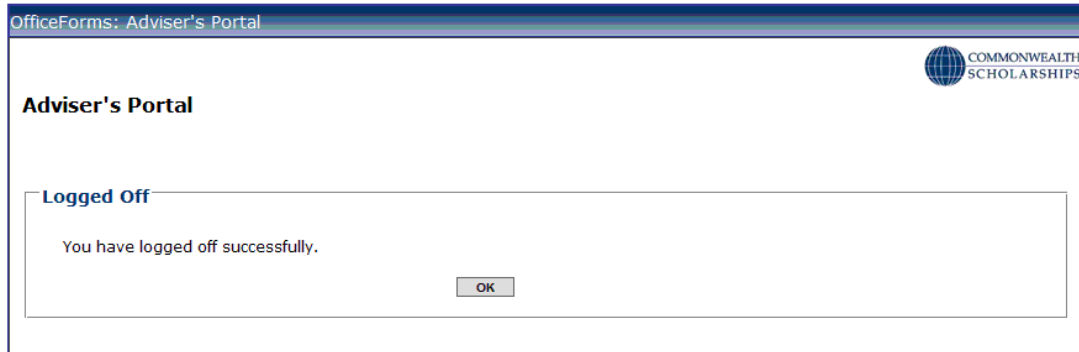 OfficeForms: Adviser's Portal
COMMONWEALTH
SCHOLARSHIPS
Adviser's Portal
Logged Off
You have logged off successfully.
OK